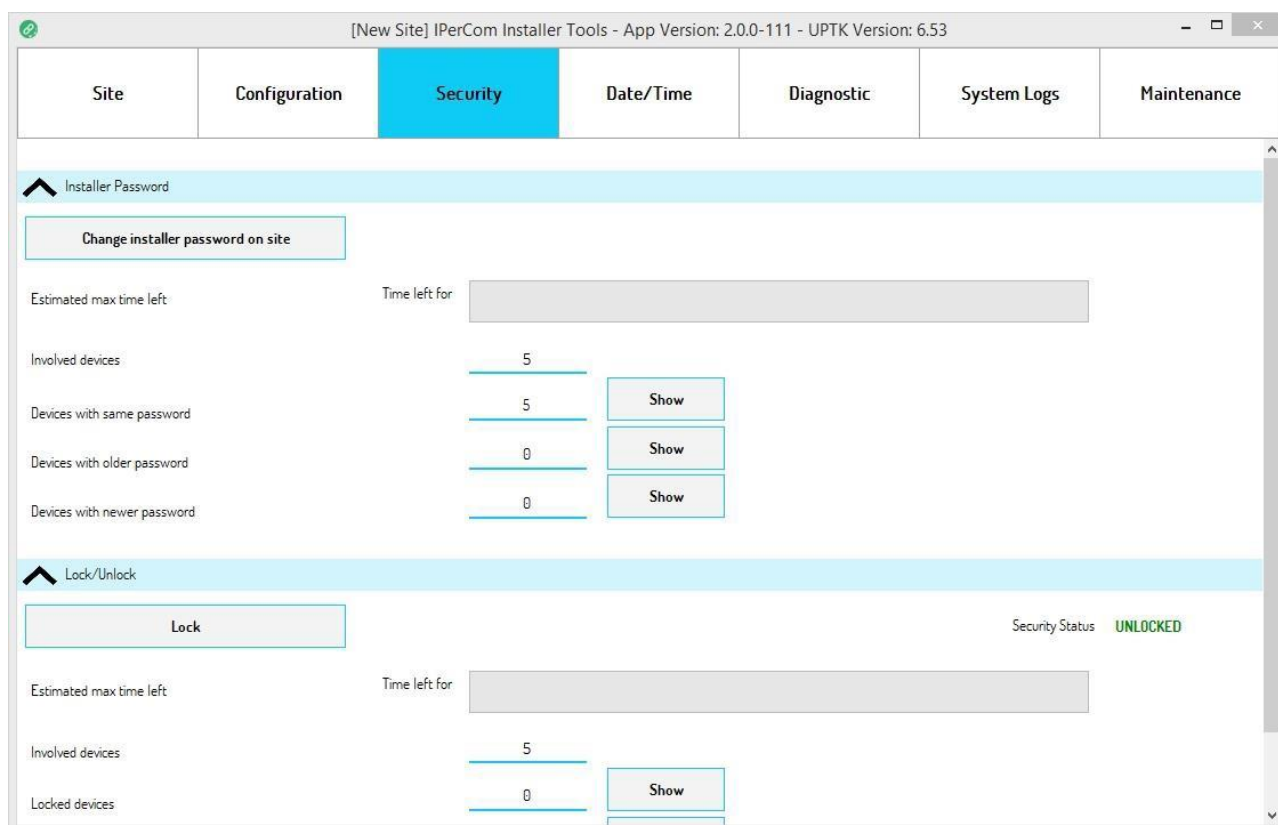 [New Site] IPerCom Installer Tools - App Version: 2.0.0-111 - UPTK Version: 6.53
Site Configuration Security Date/Time Diagnostic System Logs Maintenance
Installer Password
Change installer password on site
Estimated max time left Time left for
Involved devices 5
Devices with same password 5 Show
Devices with older password 0 Show
Devices with newer password 0 Show
Lock/Unlock
Lock Security Status UNLOCKED
Estimated max time left Time left for
Involved devices 5
Locked devices 0 Show